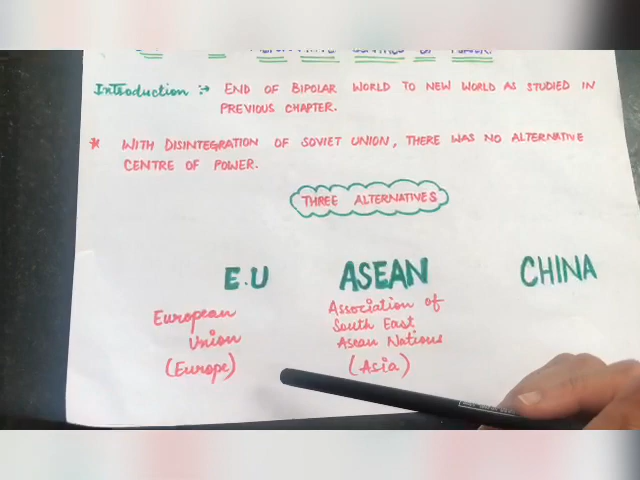 Introduction :→ END OF BIPOLAR WORLD TO NEW WORLD AS STUDIED IN
PREVIOUS CHAPTER.
* WITH DISINTEGRATION OF SOVIET UNION, THERE WAS NO ALTERNATIVE
CENTRE OF POWER.
THREE ALTERNATIVES
E.U ASEAN CHINA
European
Union
(Europe)
Association of
South East
Asean Nations
(Asia)